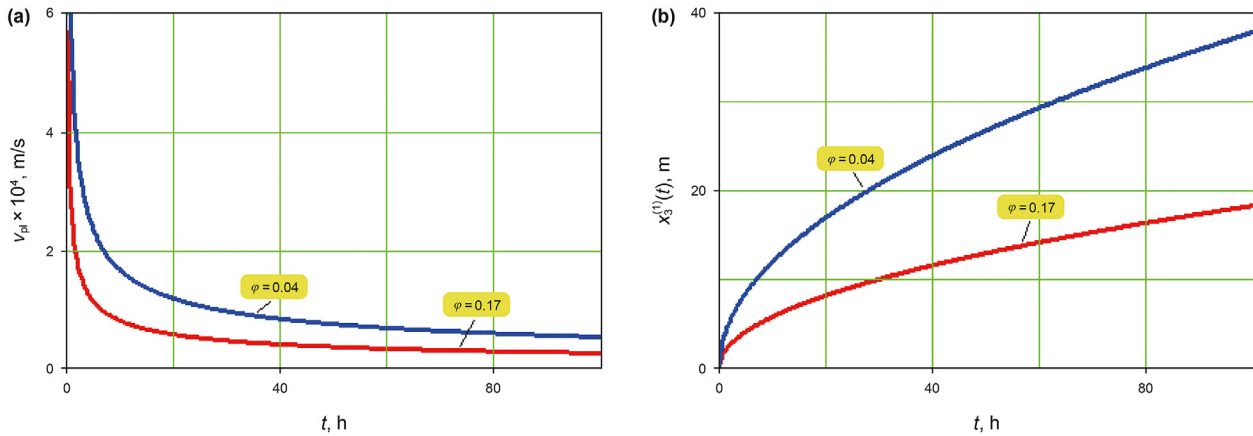 (a)
6
4
2
0
v_pl × 10^4, m/s
φ = 0.04
φ = 0.17
0 40 80
t, h
(b)
40
20
0
x_3^(1)(t), m
φ = 0.04
φ = 0.17
0 40 80
t, h